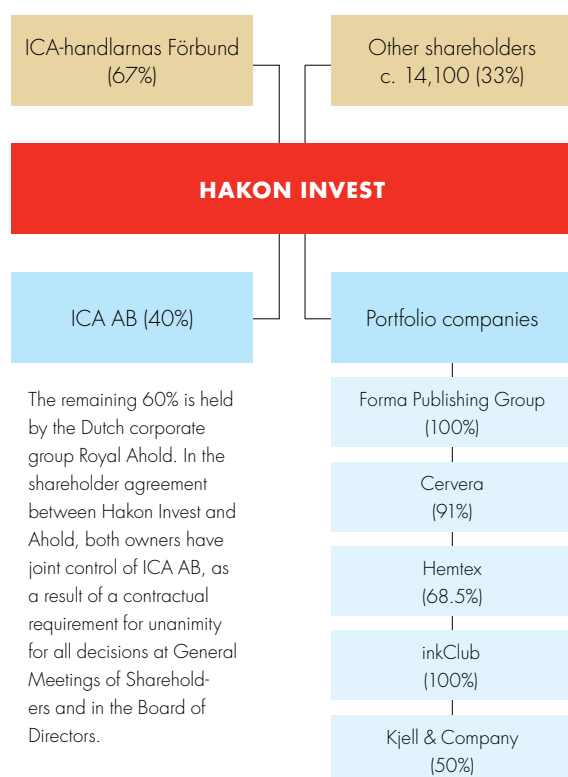 ICA-handlarnas Förbund
(67%)
Other shareholders
c. 14,100 (33%)
HAKON INVEST
ICA AB (40%)
Portfolio companies
The remaining 60% is held
by the Dutch corporate
group Royal Ahold. In the
shareholder agreement
between Hakon Invest and
Ahold, both owners have
joint control of ICA AB, as
a result of a contractual
requirement for unanimity
for all decisions at General
Meetings of Sharehold-
ers and in the Board of
Directors.
Forma Publishing Group
(100%)
Cervera
(91%)
Hemtex
(68.5%)
inkClub
(100%)
Kjell & Company
(50%)